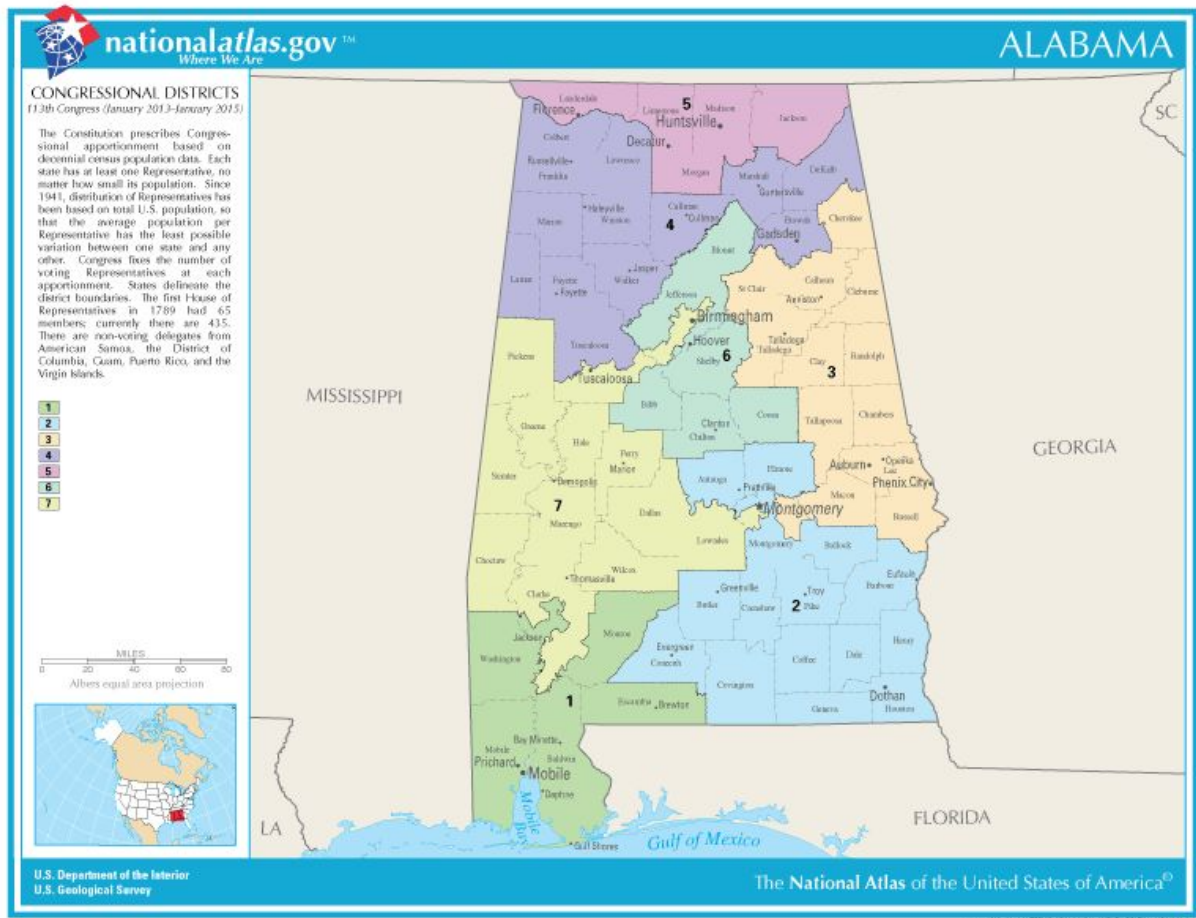 nationalatlas.gov ™
Where We Are
ALABAMA
CONGRESSIONAL DISTRICTS
113th Congress (January 2013–January 2015)
The Constitution prescribes Congres-
sional apportionment based on
decennial census population data. Each
state has at least one Representative, no
matter how small its population. Since
1941, distribution of Representatives has
been based on total U.S. population, so
that the average population per
Representative has the least possible
variation between one state and any
other. Congress fixes the number of
voting Representatives at each
apportionment. States delineate the
district boundaries. The first House of
Representatives in 1789 had 65
members; currently there are 435.
There are non-voting delegates from
American Samoa, the District of
Columbia, Guam, Puerto Rico, and the
Virgin Islands.
1
2
3
4
5
6
7
MILES
0 20 40 60 80
Albers equal area projection
SC
Lauderdale
Florence
Limestone
5
Madison
Huntsville
Jackson
Colbert
Decatur
Russellville
Franklin
Lawrence
Morgan
Marshall
DeKalb
Guntersville
Haleyville
Marion
Winston
Cullman
Cullman
4
Etowah
Cherokee
Gadsden
Blount
Lamar
Fayette
Fayette
Walker
Jasper
Jefferson
St Clair
Calhoun
Cleburne
Anniston
Birmingham
Hoover
Talladega
Talladega
Tuscaloosa
Pickens
Shelby
6
Clay
Randolph
3
Tuscaloosa
MISSISSIPPI
Bibb
Coosa
Tallapoosa
Chambers
Greene
Clanton
Chilton
Hale
Perry
Marion
GEORGIA
Sumter
Demopolis
Autauga
Elmore
Auburn
Opelika
Lee
Phenix City
Prattville
Macon
7
Marengo
Dallas
Montgomery
Russell
Choctaw
Lowndes
Montgomery
Bullock
Wilcox
Thomasville
Clarke
Eufaula
Barbour
Greenville
Butler
Crenshaw
Troy
Pike
2
Jackson
Monroe
Washington
Evergreen
Conecuh
Coffee
Dale
Henry
Covington
Dothan
Houston
Geneva
1
Escambia
Brewton
Mobile
Bay Minette
Baldwin
Prichard
Mobile
Daphne
Mobile Bay
Gulf Shores
LA
Gulf of Mexico
FLORIDA
U.S. Department of the Interior
U.S. Geological Survey
The National Atlas of the United States of America®